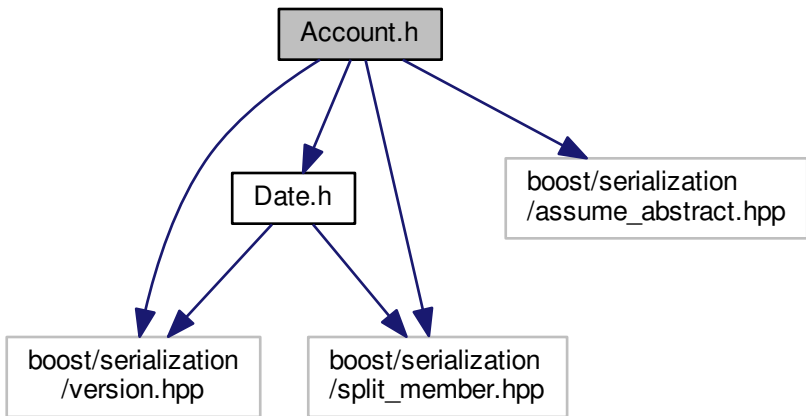 Account.h
Date.h
boost/serialization
/assume_abstract.hpp
boost/serialization
/version.hpp
boost/serialization
/split_member.hpp